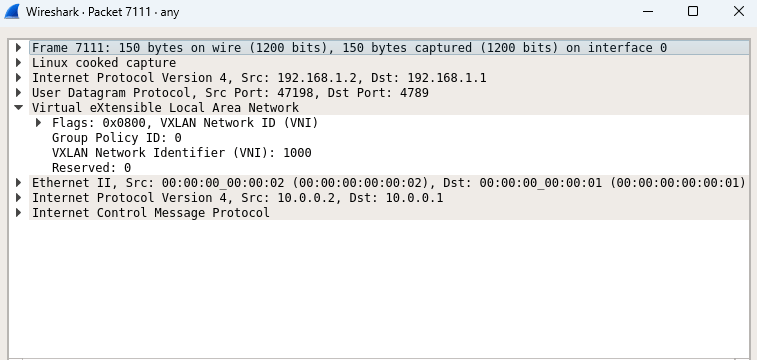 Wireshark · Packet 7111 · any
Frame 7111: 150 bytes on wire (1200 bits), 150 bytes captured (1200 bits) on interface 0
Linux cooked capture
Internet Protocol Version 4, Src: 192.168.1.2, Dst: 192.168.1.1
User Datagram Protocol, Src Port: 47198, Dst Port: 4789
Virtual eXtensible Local Area Network
Flags: 0x0800, VXLAN Network ID (VNI)
Group Policy ID: 0
VXLAN Network Identifier (VNI): 1000
Reserved: 0
Ethernet II, Src: 00:00:00_00:00:02 (00:00:00:00:00:02), Dst: 00:00:00_00:00:01 (00:00:00:00:00:01)
Internet Protocol Version 4, Src: 10.0.0.2, Dst: 10.0.0.1
Internet Control Message Protocol